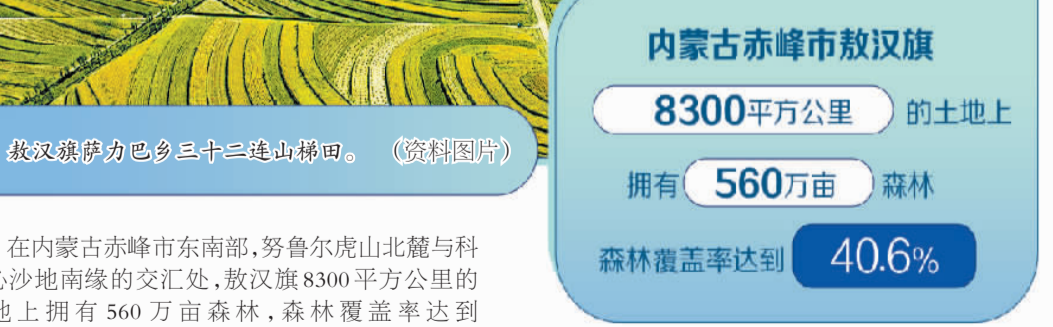 敖汉旗萨力巴乡三十二连山梯田。 （资料图片）
内蒙古赤峰市敖汉旗
8300平方公里 的土地上
拥有 560万亩 森林
森林覆盖率达到 40.6%
在内蒙古赤峰市东南部，努鲁尔虎山北麓与科
沁沙地南缘的交汇处，敖汉旗8300平方公里的
地上拥有560万亩森林，森林覆盖率达到